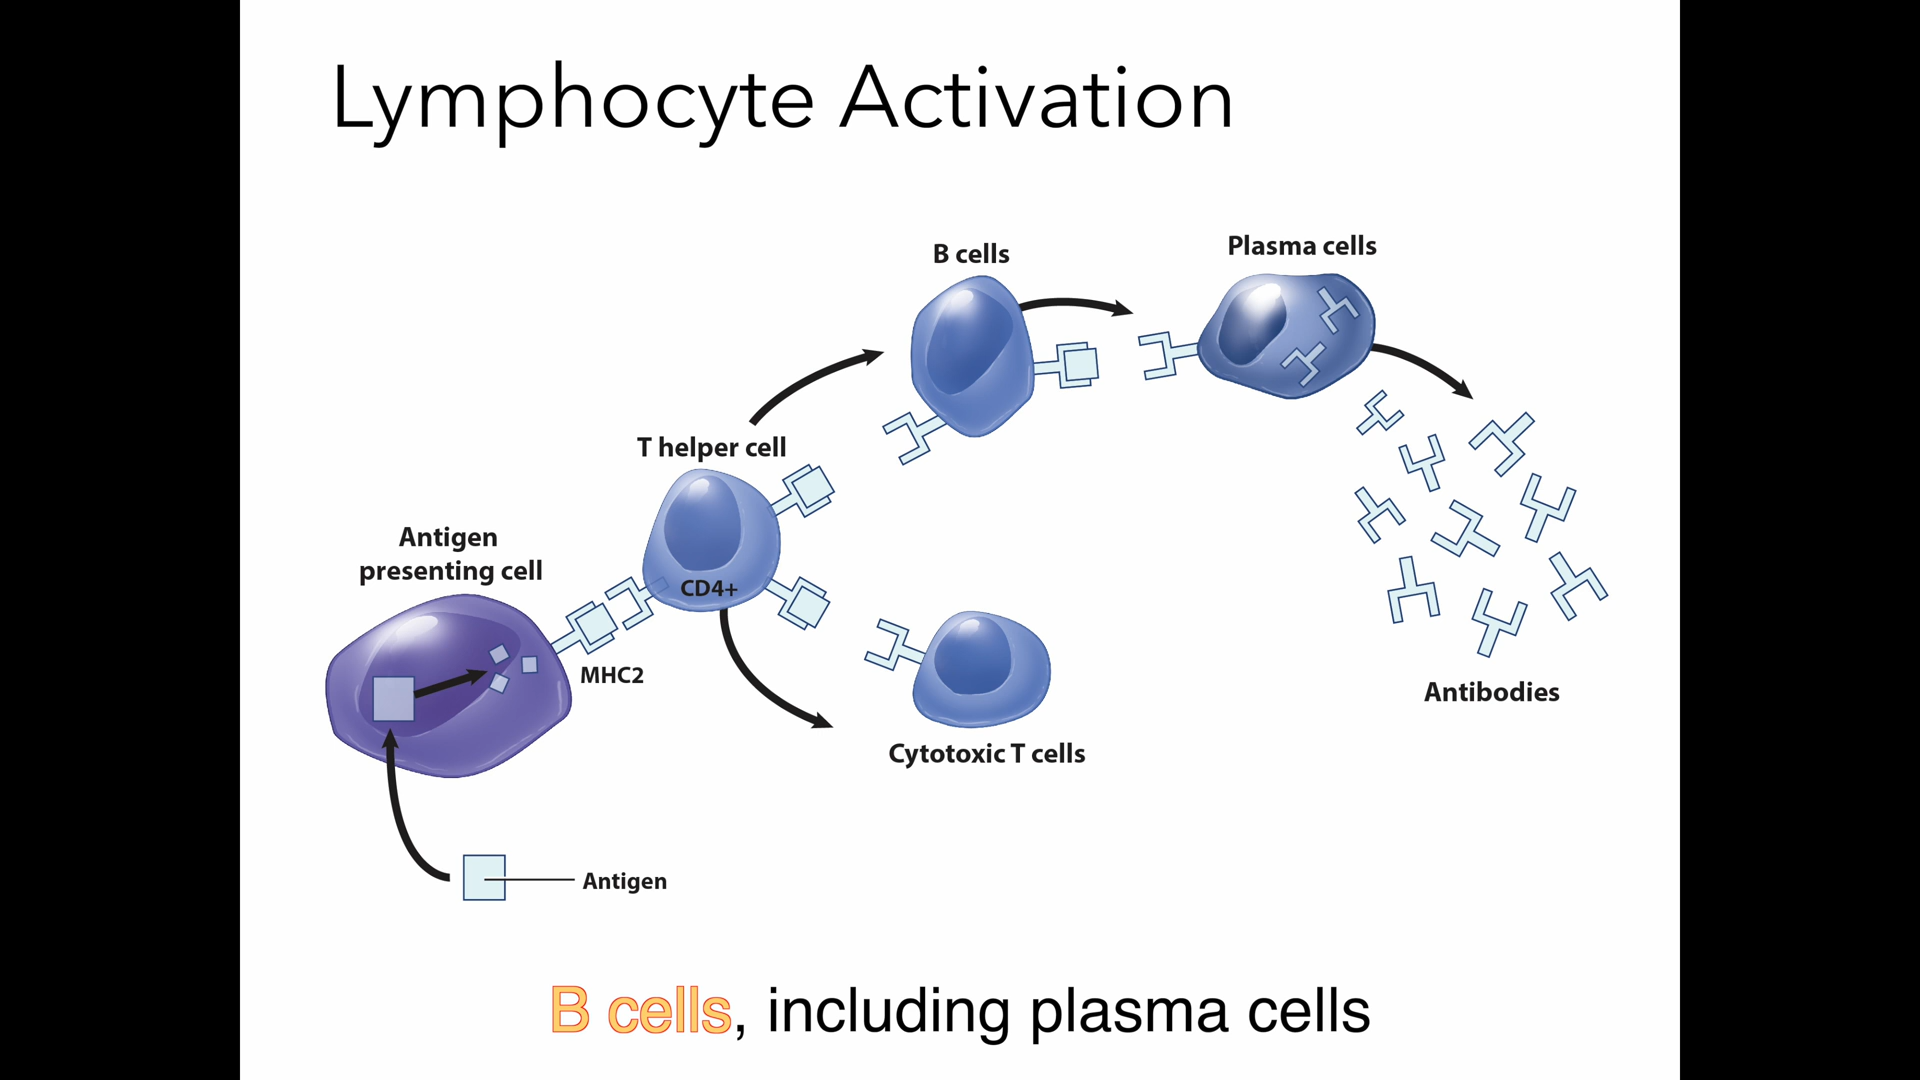 Lymphocyte Activation
B cells
Plasma cells
T helper cell
Antigen
presenting cell
CD4+
MHC2
Cytotoxic T cells
Antibodies
Antigen
B cells, including plasma cells